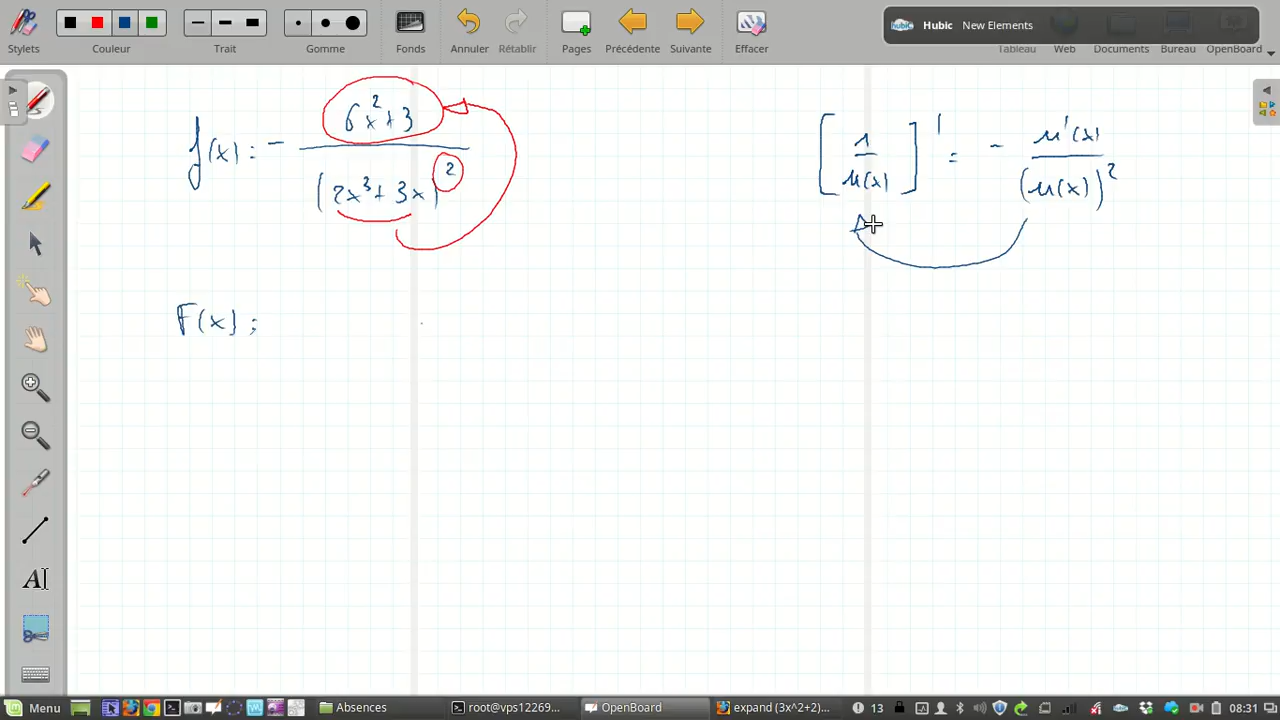 Hubic New Elements
Stylets Couleur Trait Gomme Fonds Annuler Rétablir Pages Précédente Suivante Effacer Tableau Web Documents Bureau OpenBoard
f(x) = - (6x²+3) / (2x³+3x)²
[1/u(x)]' = - u'(x) / (u(x))²
F(x) =
AI
Menu Absences root@vps12269... OpenBoard expand (3x^2+2)... 13 08:31